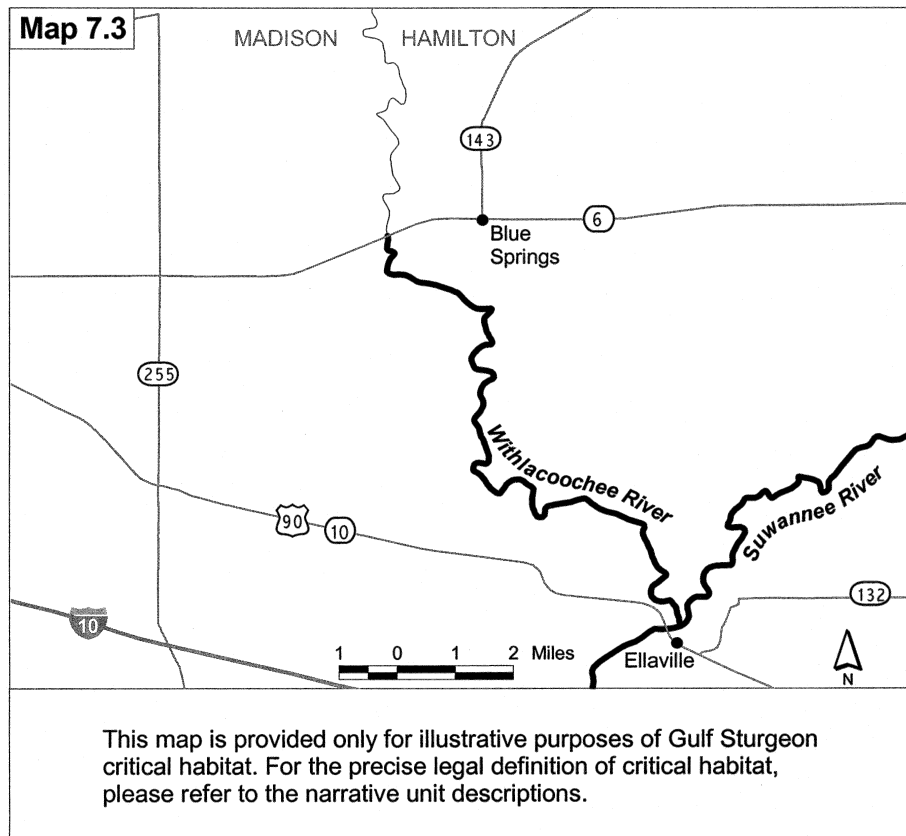 Map 7.3
MADISON
HAMILTON
143
6
Blue
Springs
255
Withlacoochee River
Suwannee River
90
10
132
10
1 0 1 2 Miles
Ellaville
N
This map is provided only for illustrative purposes of Gulf Sturgeon
critical habitat. For the precise legal definition of critical habitat,
please refer to the narrative unit descriptions.